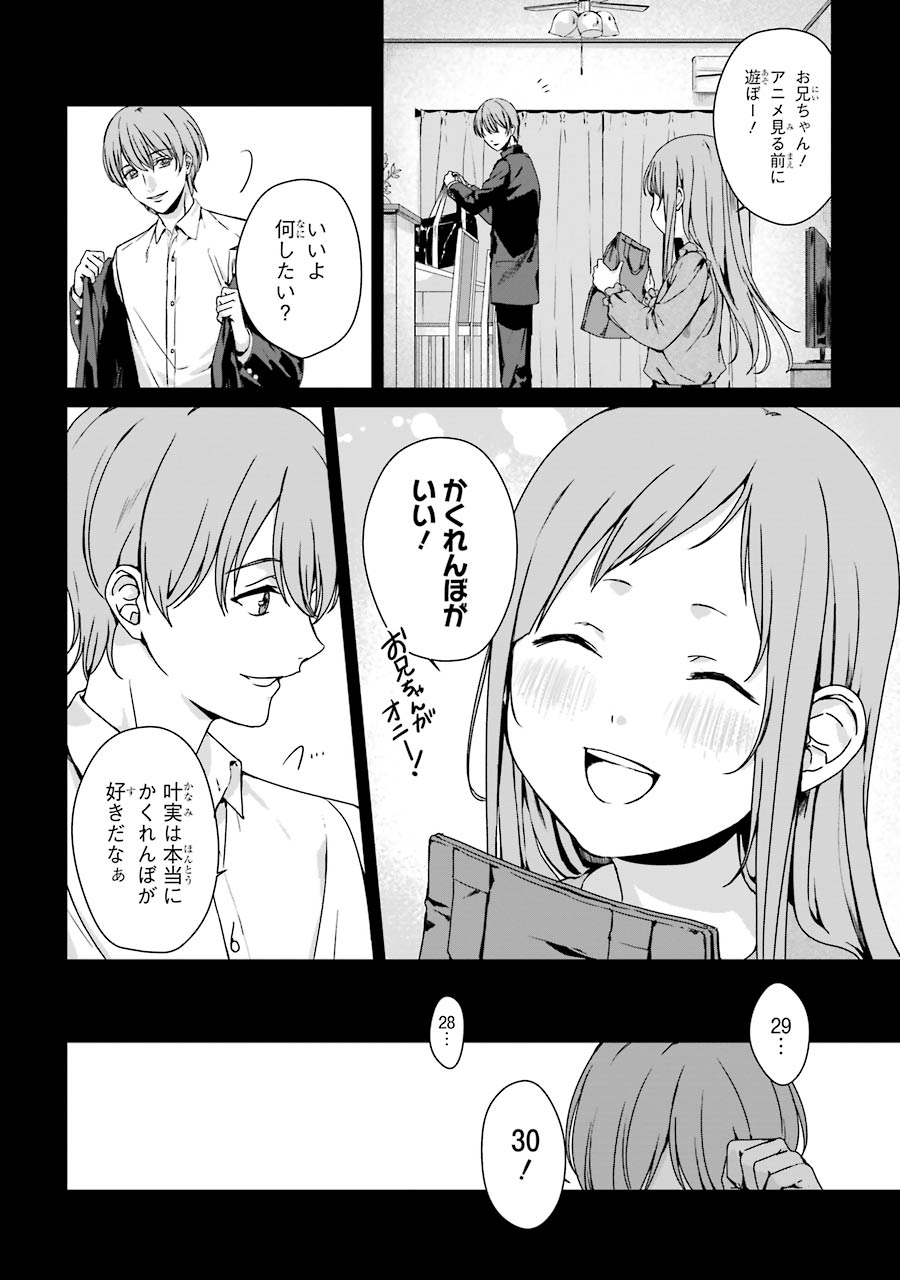 お兄ちゃん!
アニメ見る前に
遊ぼー!
いいよ
何したい?
かくれんぼが
いい!
お兄ちゃんが
オニー!
叶実は本当に
かくれんぼが
好きだなぁ
29…
28…
30!